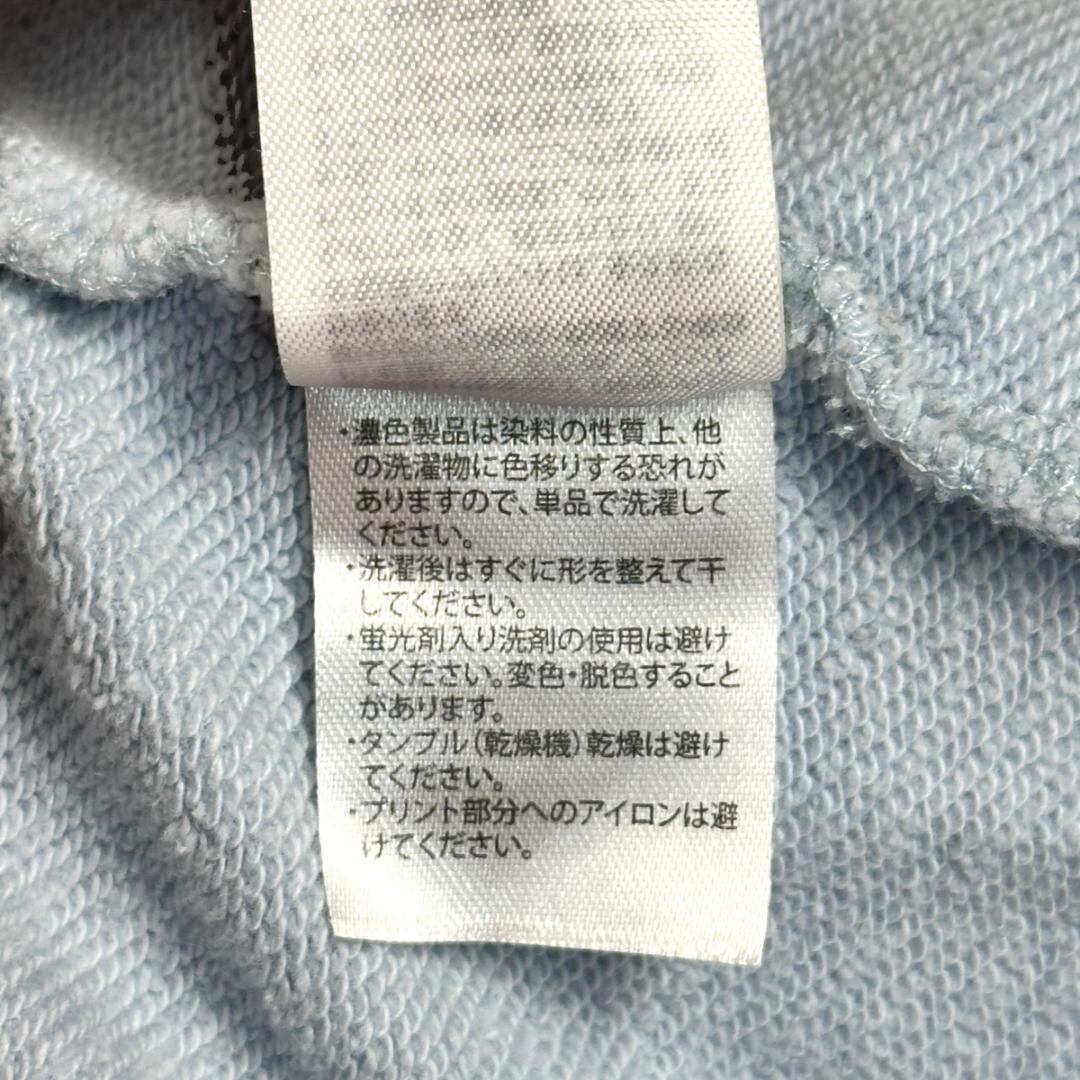 ・濃色製品は染料の性質上、他
の洗濯物に色移りする恐れが
ありますので、単品で洗濯して
ください。
・洗濯後はすぐに形を整えて干
してください。
・蛍光剤入り洗剤の使用は避け
てください。変色・脱色すること
があります。
・タンブル(乾燥機)乾燥は避け
てください。
・プリント部分へのアイロンは避
けてください。